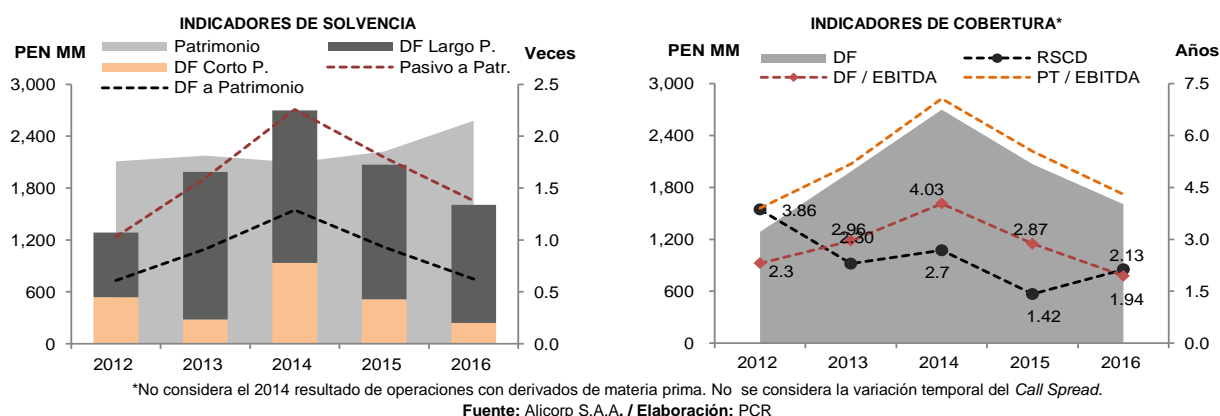 INDICADORES DE SOLVENCIA
PEN MM
Veces
Patrimonio
DF Largo P.
DF Corto P.
Pasivo a Patr.
DF a Patrimonio
3,000
2,400
1,800
1,200
600
0
2.5
2.0
1.5
1.0
0.5
0.0
2012 2013 2014 2015 2016
INDICADORES DE COBERTURA*
PEN MM
Años
DF
RSCD
DF / EBITDA
PT / EBITDA
3,000
2,400
1,800
1,200
600
0
7.5
6.0
4.5
3.0
1.5
0.0
3.86
2.30
2.7
1.42
2.13
2.3
2.96
4.03
2.87
1.94
2012 2013 2014 2015 2016
*No considera el 2014 resultado de operaciones con derivados de materia prima. No se considera la variación temporal del Call Spread.
Fuente: Alicorp S.A.A. / Elaboración: PCR